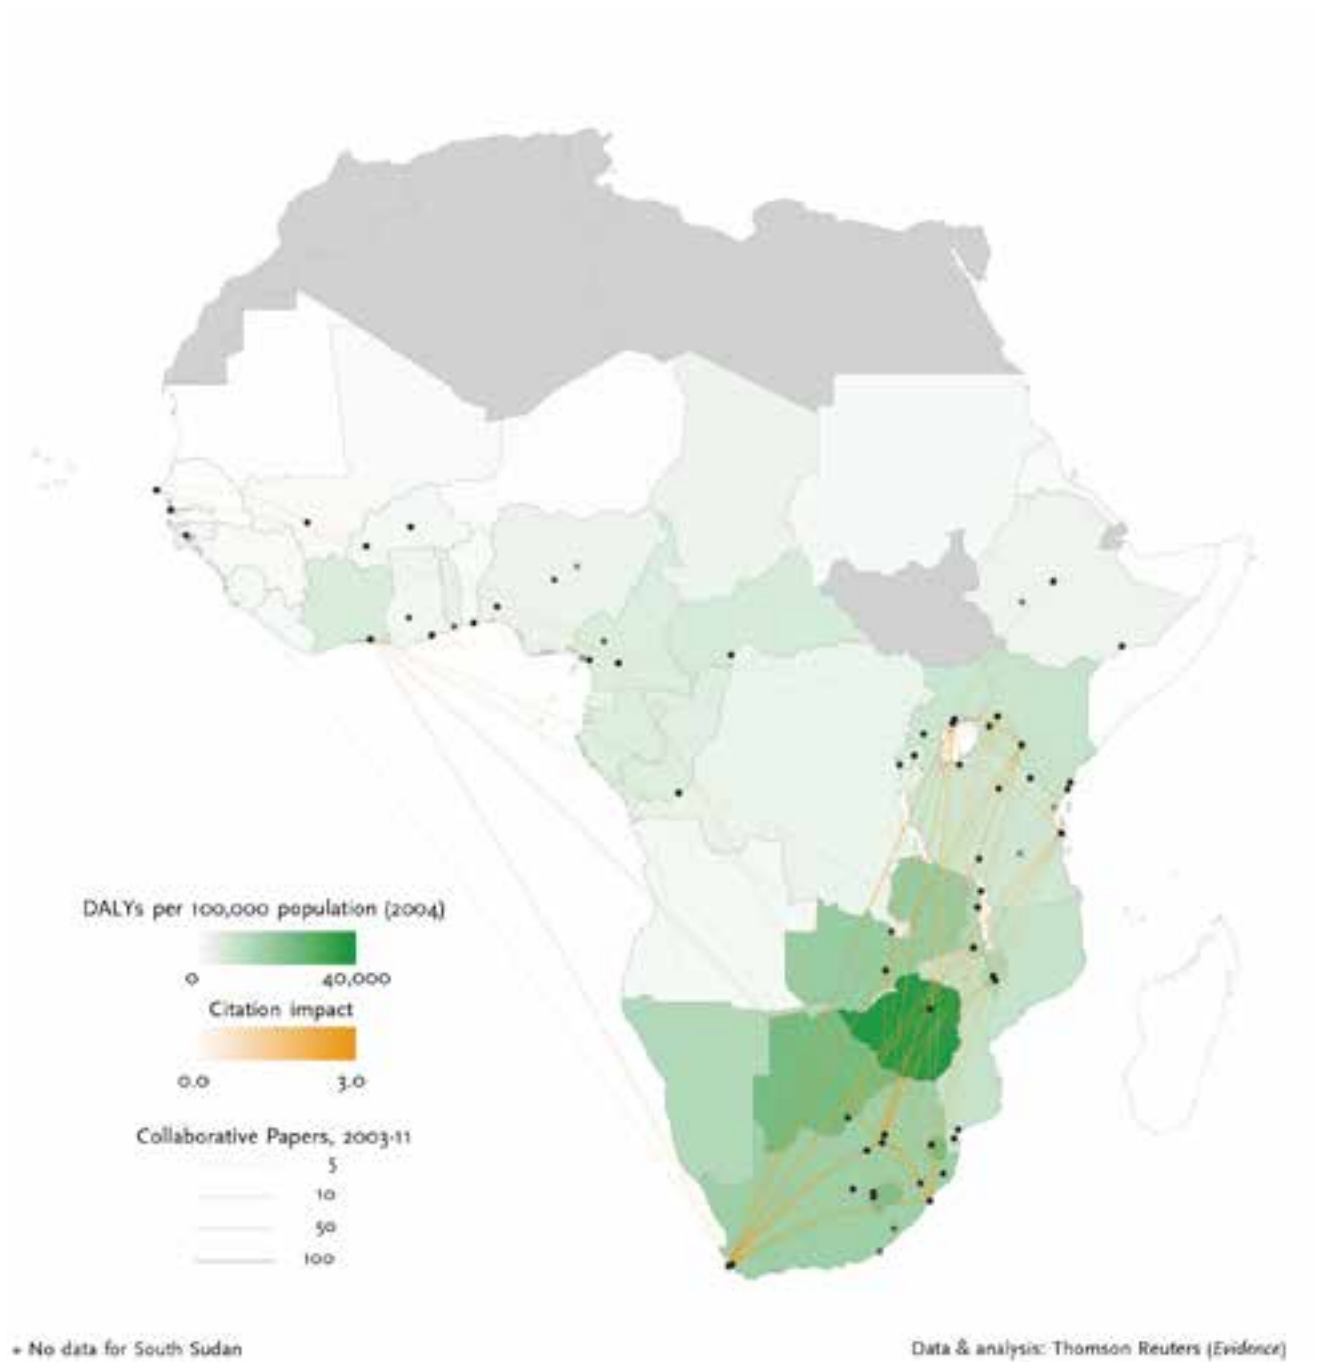 DALYs per 100,000 population (2004)
0 40,000
Citation impact
0.0 3.0
Collaborative Papers, 2003-11
5
10
50
100
* No data for South Sudan
Data & analysis: Thomson Reuters (Evidence)